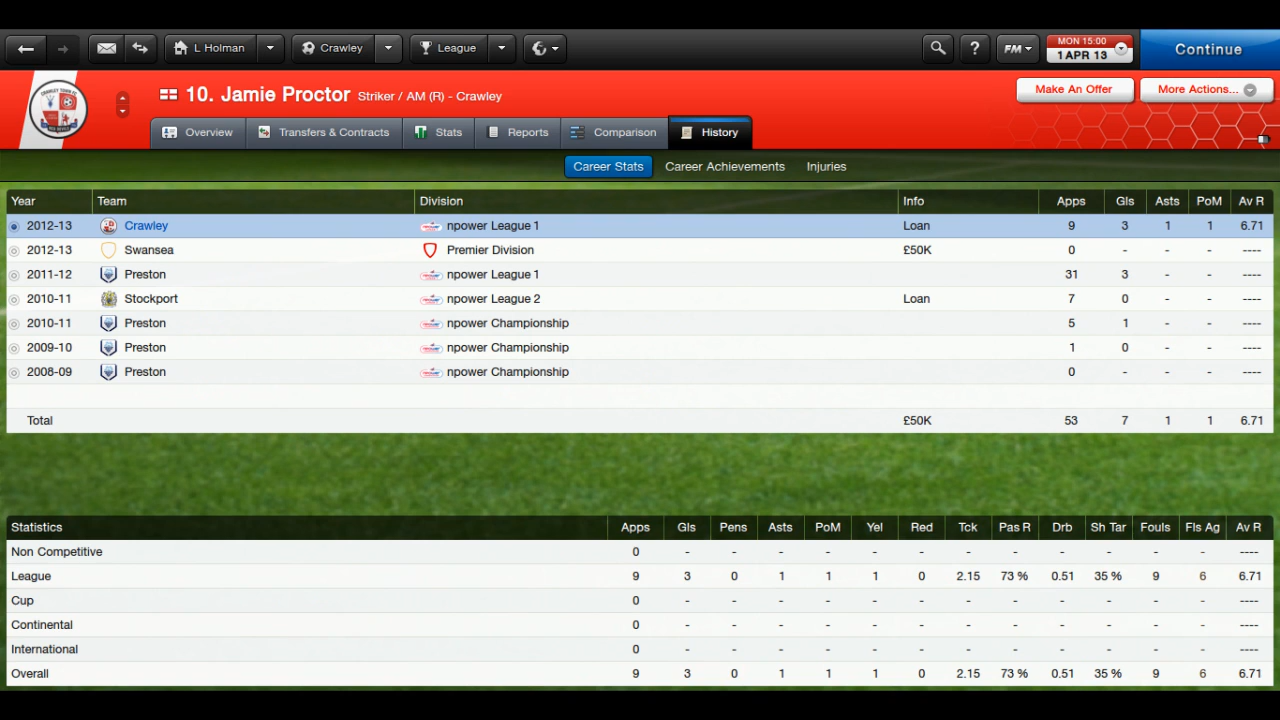 L Holman Crawley League FM MON 15:00 1 APR 13 Continue
10. Jamie Proctor Striker / AM (R) - Crawley Make An Offer More Actions...
Overview Transfers & Contracts Stats Reports Comparison History
Career Stats Career Achievements Injuries
Year Team Division Info Apps Gls Asts PoM Av R
2012-13 Crawley npower League 1 Loan 9 3 1 1 6.71
2012-13 Swansea Premier Division £50K 0 - - - ----
2011-12 Preston npower League 1 31 3 - - ----
2010-11 Stockport npower League 2 Loan 7 0 - - ----
2010-11 Preston npower Championship 5 1 - - ----
2009-10 Preston npower Championship 1 0 - - ----
2008-09 Preston npower Championship 0 - - - ----
Total £50K 53 7 1 1 6.71
Statistics Apps Gls Pens Asts PoM Yel Red Tck Pas R Drb Sh Tar Fouls Fls Ag Av R
Non Competitive 0 - - - - - - - - - - - - ----
League 9 3 0 1 1 1 0 2.15 73 % 0.51 35 % 9 6 6.71
Cup 0 - - - - - - - - - - - - ----
Continental 0 - - - - - - - - - - - - ----
International 0 - - - - - - - - - - - - ----
Overall 9 3 0 1 1 1 0 2.15 73 % 0.51 35 % 9 6 6.71